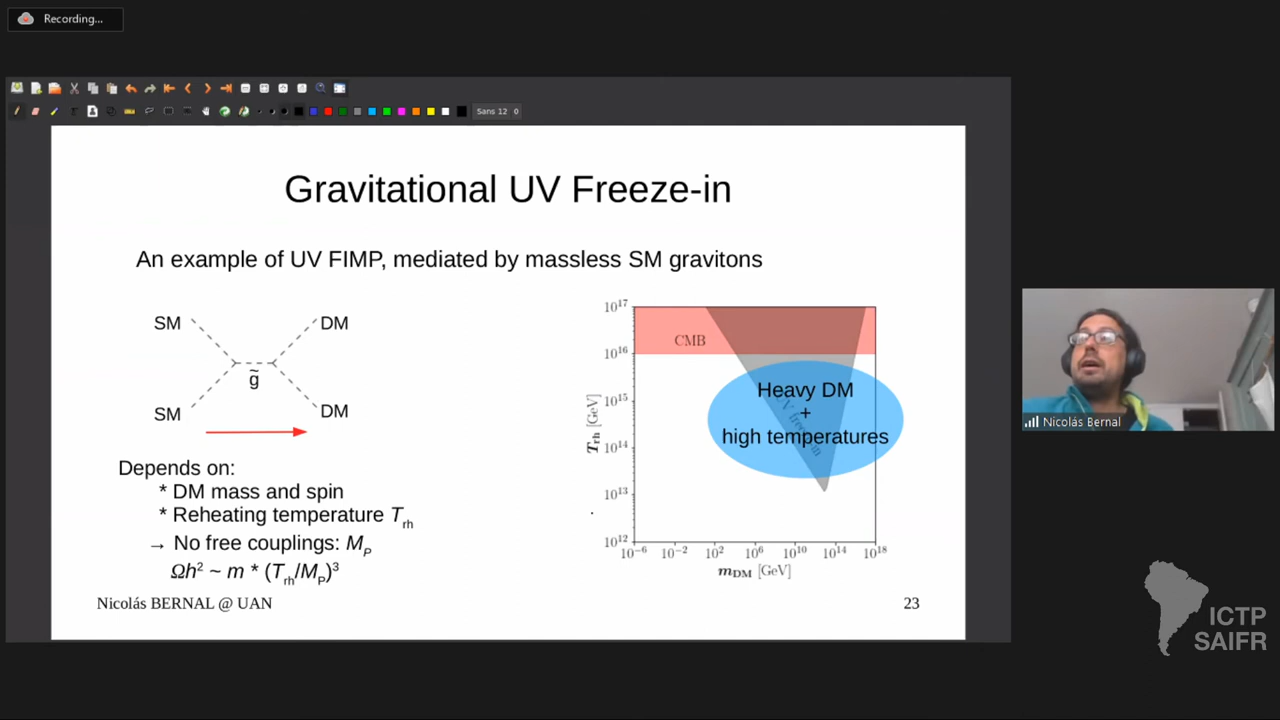 Recording...
Sans 12 0
Gravitational UV Freeze-in
An example of UV FIMP, mediated by massless SM gravitons
SM
DM
g̃
SM
DM
Depends on:
* DM mass and spin
* Reheating temperature Trh
→ No free couplings: MP
Ωh² ~ m * (Trh/MP)³
10¹⁷
10¹⁶
10¹⁵
10¹⁴
10¹³
10¹²
Trh [GeV]
CMB
UV freeze-in
Heavy DM
+
high temperatures
10⁻⁶ 10⁻² 10² 10⁶ 10¹⁰ 10¹⁴ 10¹⁸
mDM [GeV]
Nicolás BERNAL @ UAN
23
Nicolás Bernal
ICTP
SAIFR